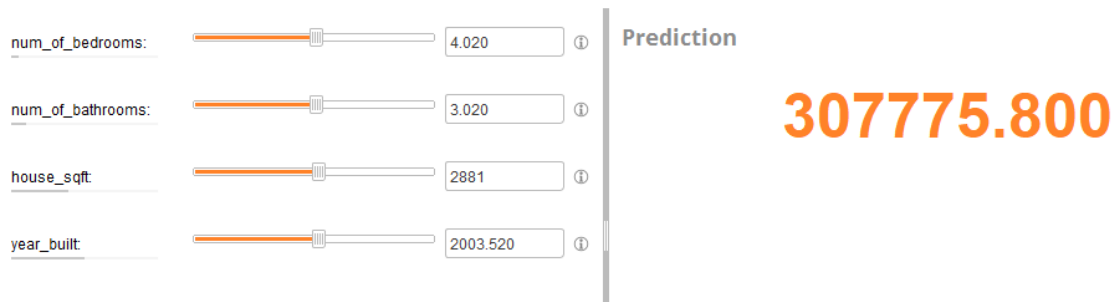 num_of_bedrooms: 4.020
num_of_bathrooms: 3.020
house_sqft: 2881
year_built: 2003.520
Prediction
307775.800